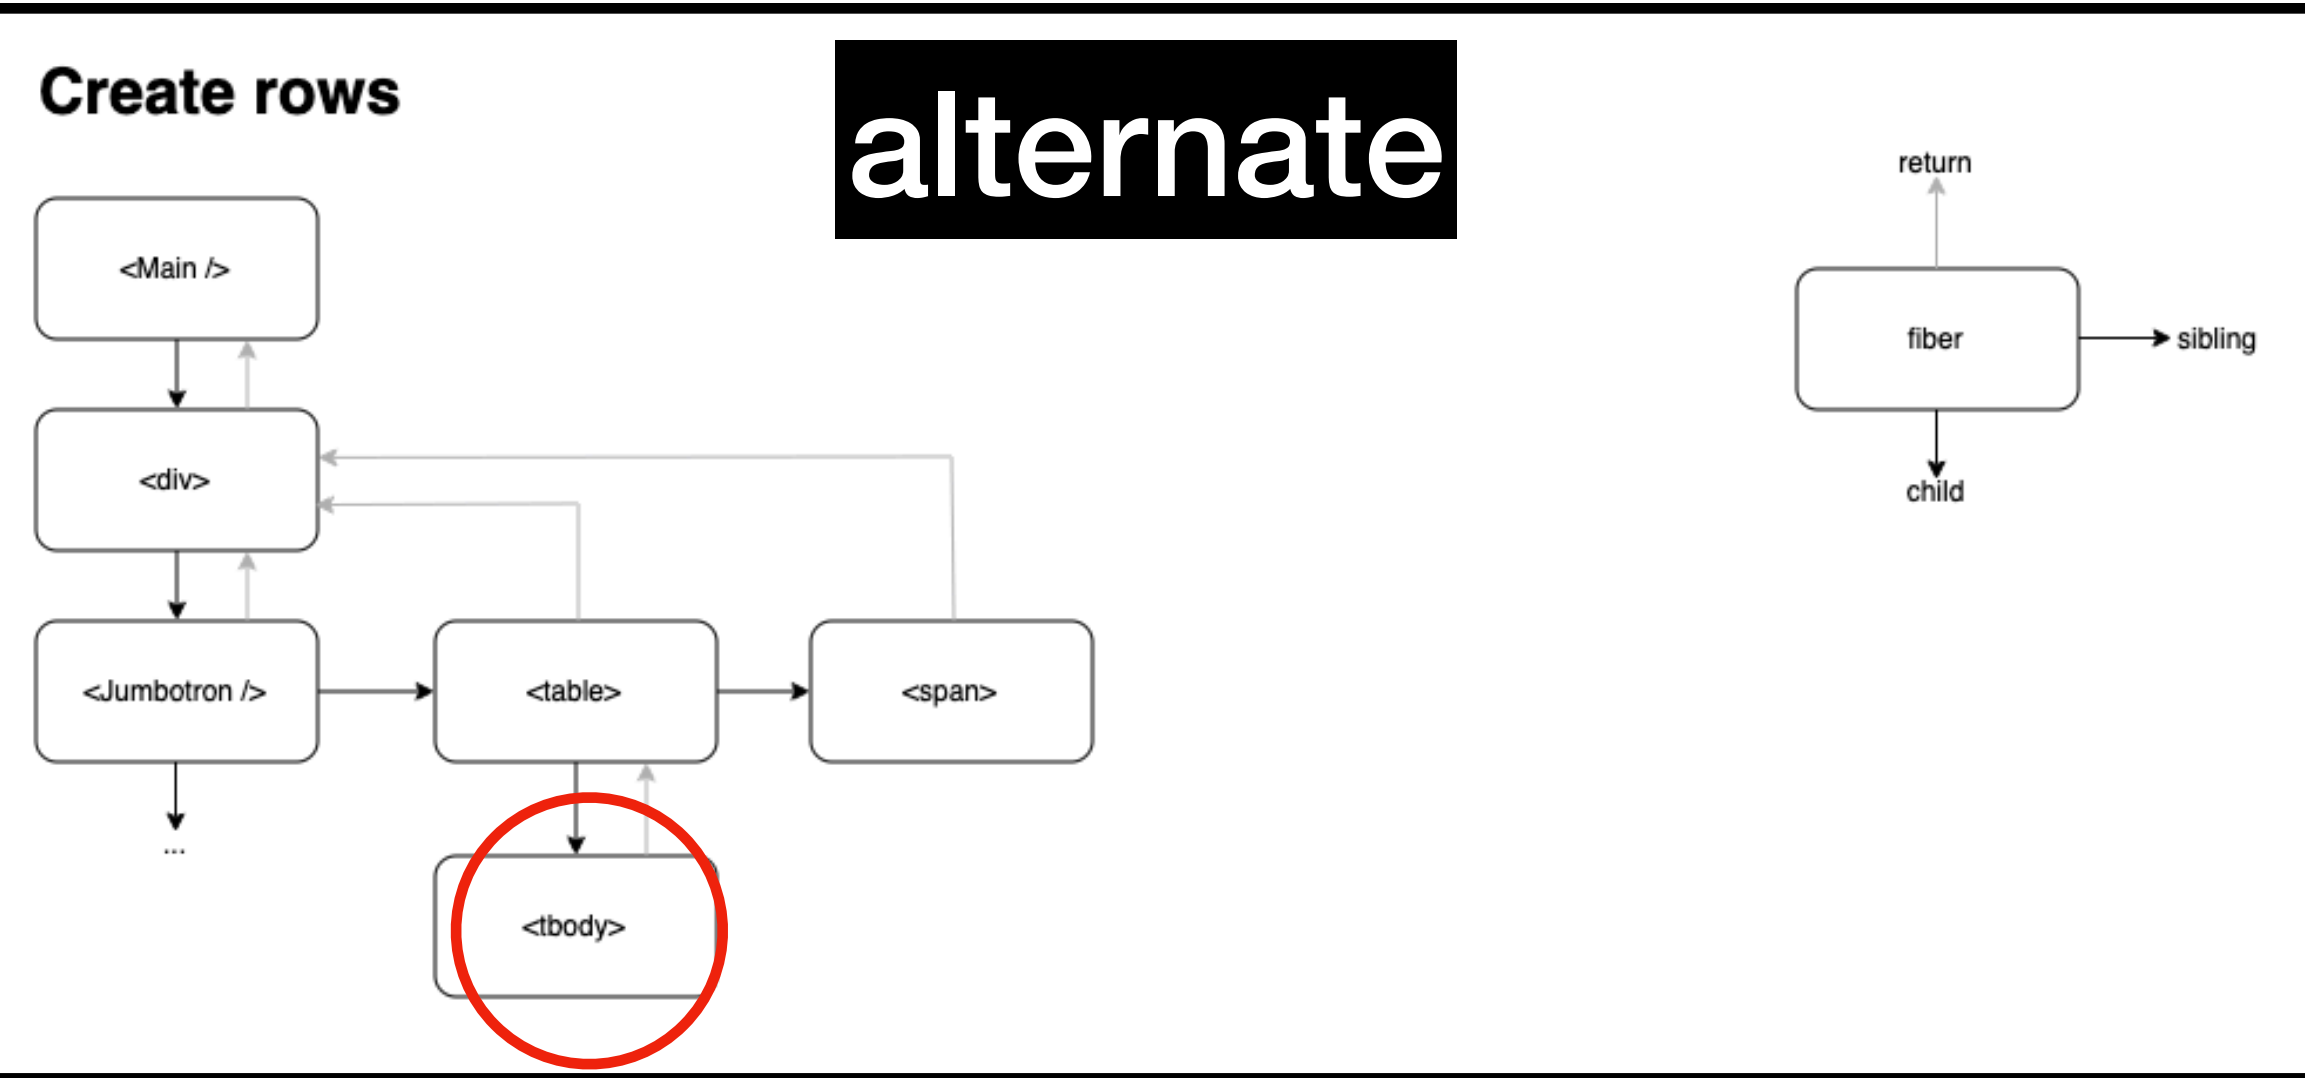 Create rows
alternate
return
<Main />
fiber
sibling
<div>
child
<Jumbotron />
<table>
<span>
...
<tbody>